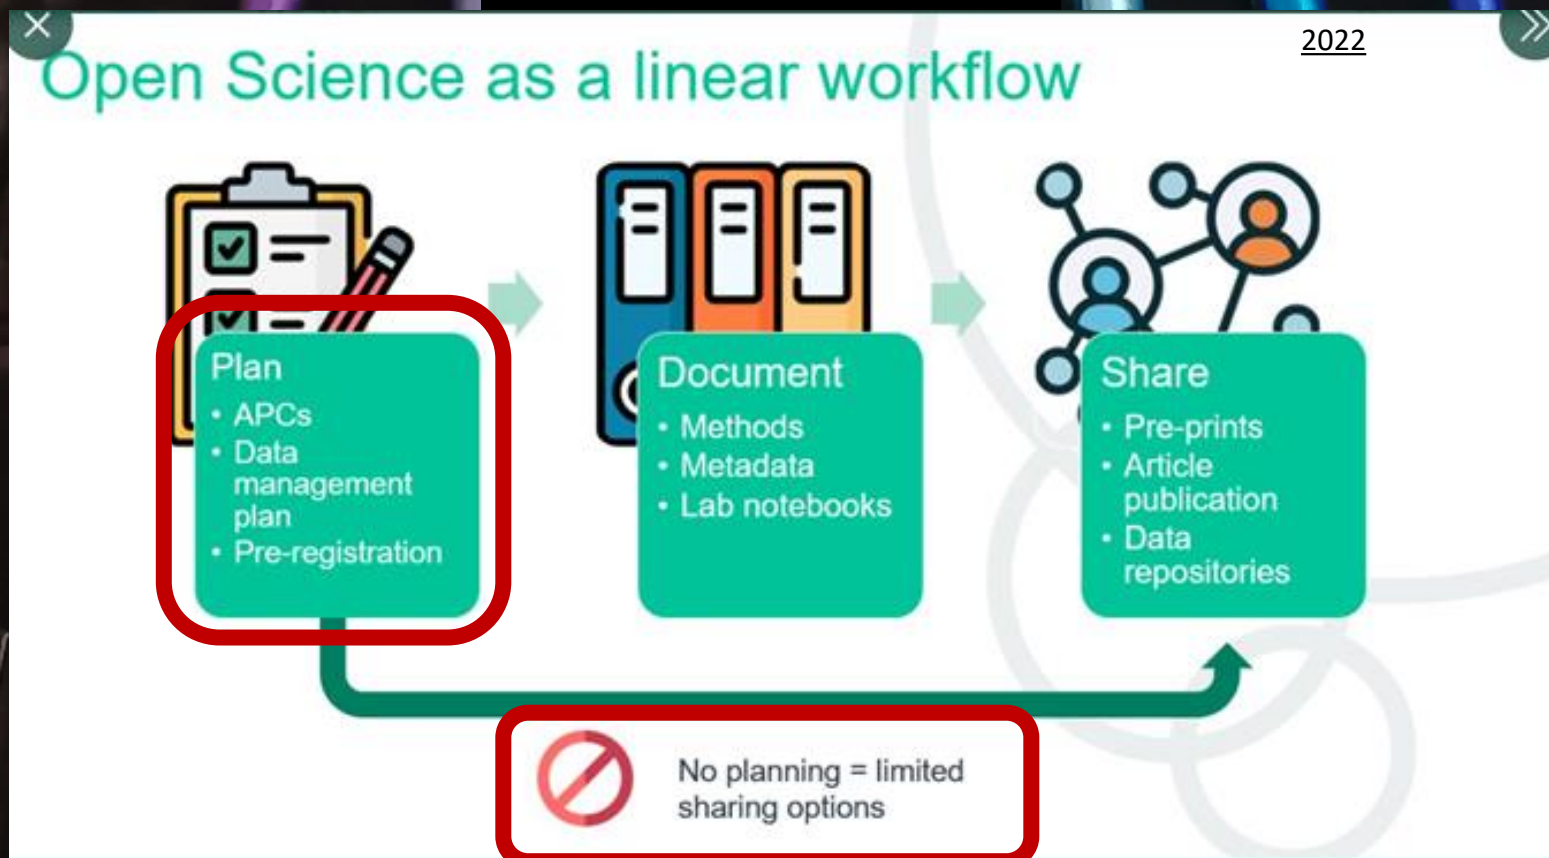 2022
Open Science as a linear workflow
Plan
• APCs
• Data
management
plan
• Pre-registration
Document
• Methods
• Metadata
• Lab notebooks
Share
• Pre-prints
• Article
publication
• Data
repositories
No planning = limited
sharing options